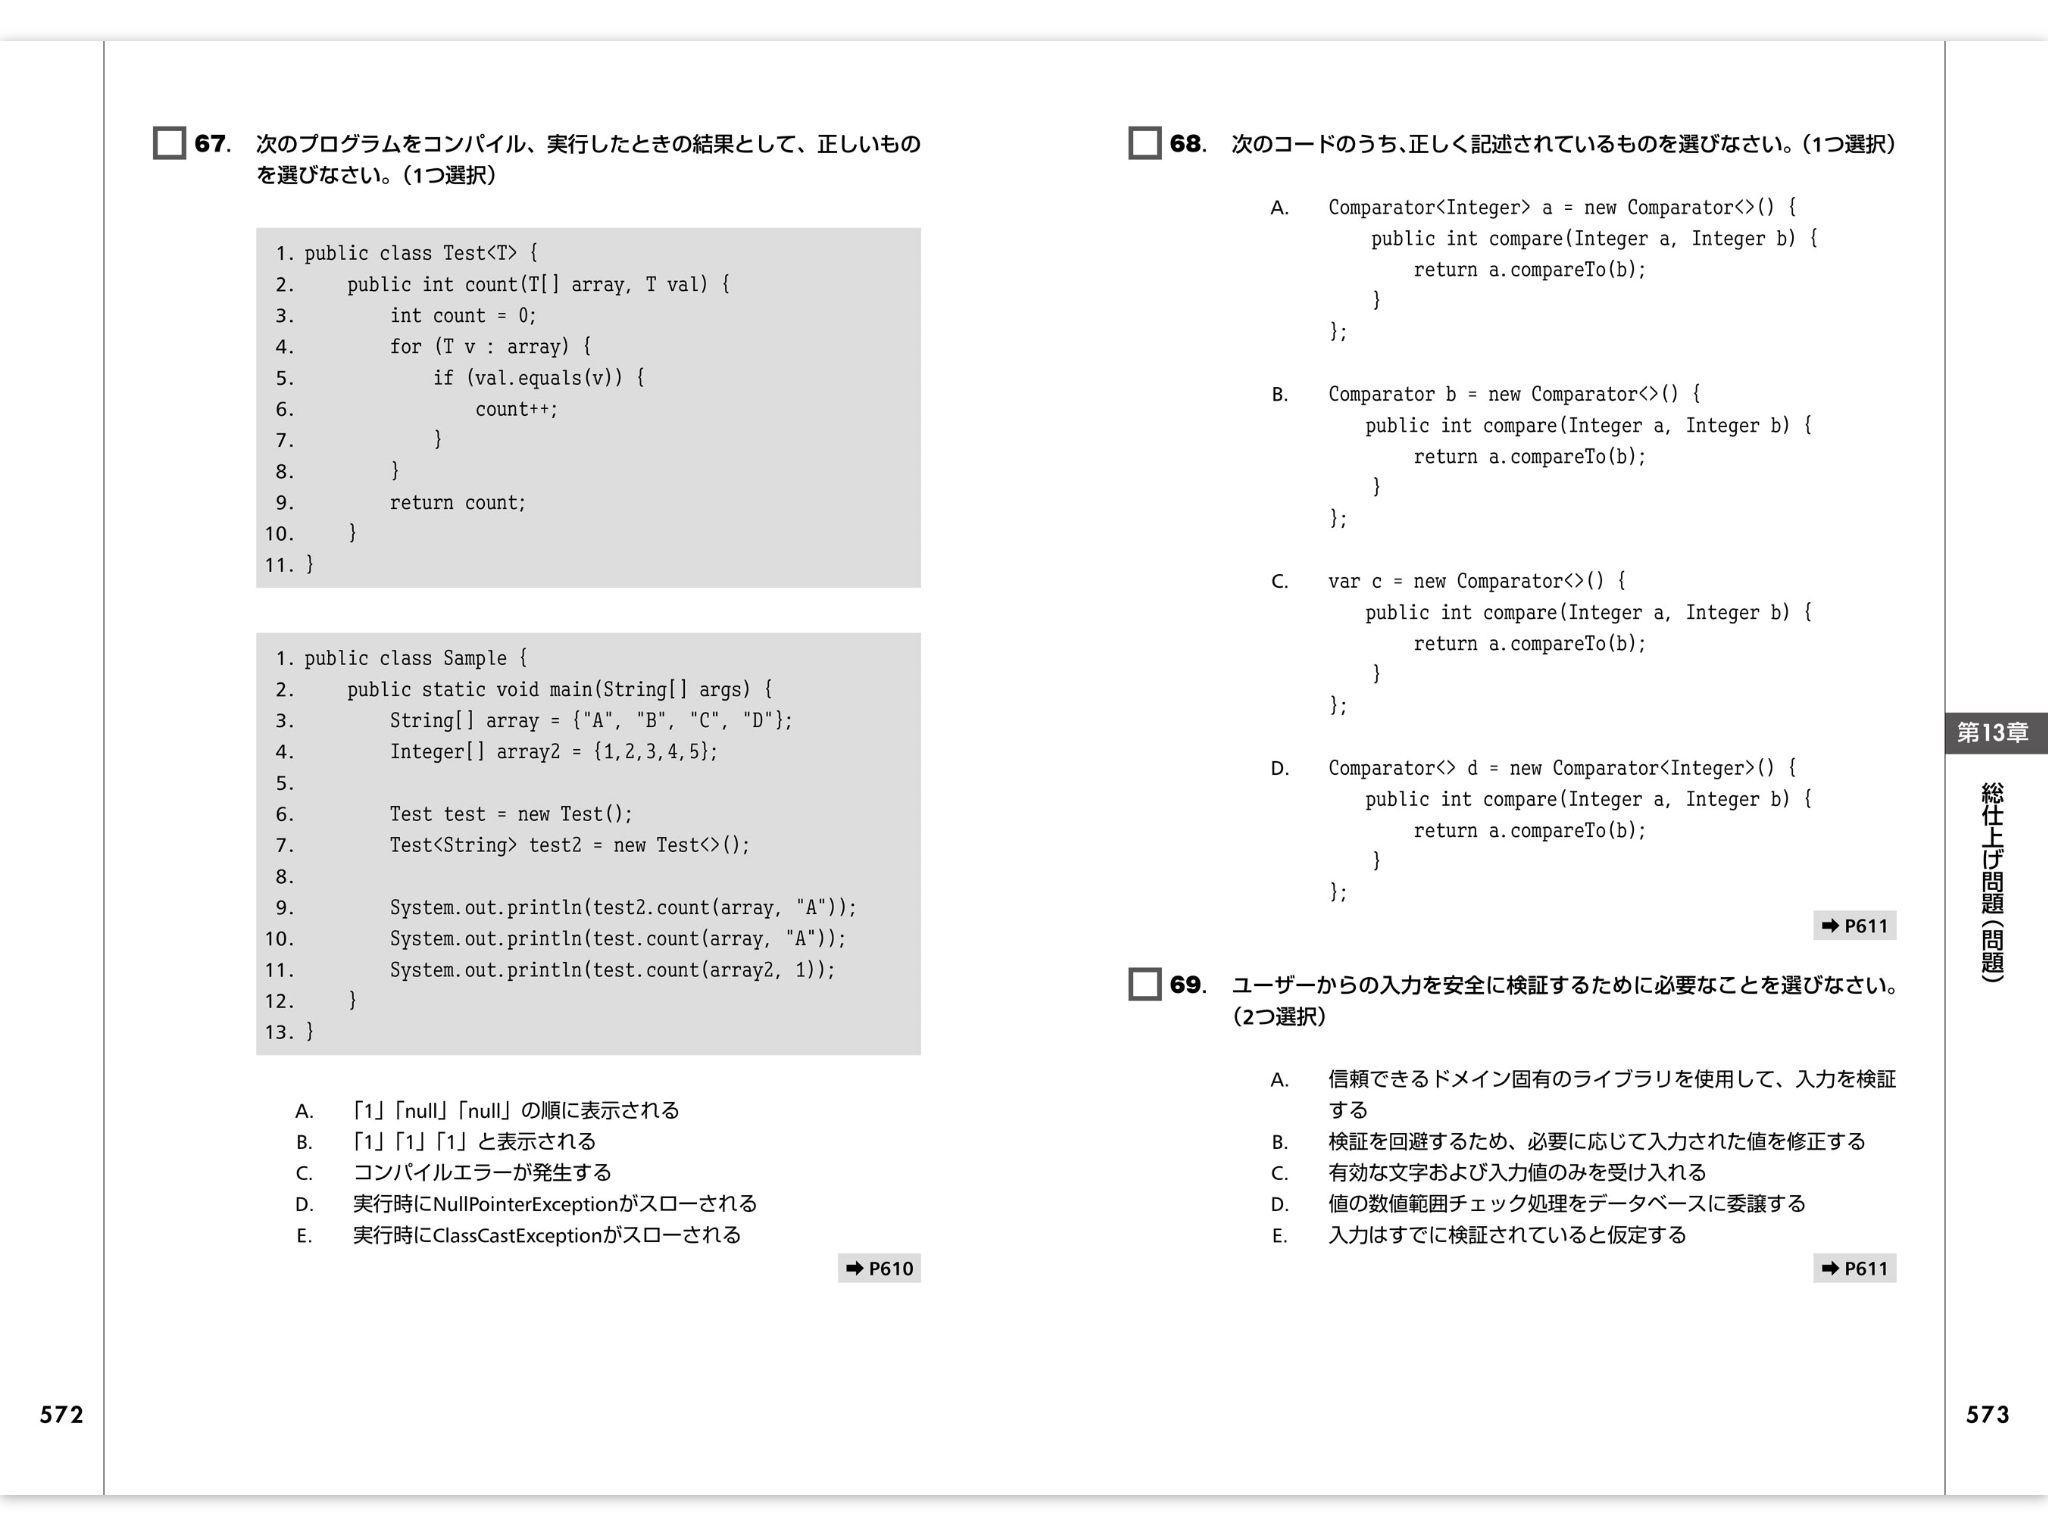 67. 次のプログラムをコンパイル、実行したときの結果として、正しいもの
を選びなさい。（1つ選択）
1. public class Test<T> {
2.     public int count(T[] array, T val) {
3.         int count = 0;
4.         for (T v : array) {
5.             if (val.equals(v)) {
6.                 count++;
7.             }
8.         }
9.         return count;
10.     }
11. }
1. public class Sample {
2.     public static void main(String[] args) {
3.         String[] array = {"A", "B", "C", "D"};
4.         Integer[] array2 = {1,2,3,4,5};
5.
6.         Test test = new Test();
7.         Test<String> test2 = new Test<>();
8.
9.         System.out.println(test2.count(array, "A"));
10.         System.out.println(test.count(array, "A"));
11.         System.out.println(test.count(array2, 1));
12.     }
13. }
A. 「1」「null」「null」の順に表示される
B. 「1」「1」「1」と表示される
C. コンパイルエラーが発生する
D. 実行時にNullPointerExceptionがスローされる
E. 実行時にClassCastExceptionがスローされる
➡ P610
572
68. 次のコードのうち、正しく記述されているものを選びなさい。（1つ選択）
A. Comparator<Integer> a = new Comparator<>() {
    public int compare(Integer a, Integer b) {
        return a.compareTo(b);
    }
};
B. Comparator b = new Comparator<>() {
    public int compare(Integer a, Integer b) {
        return a.compareTo(b);
    }
};
C. var c = new Comparator<>() {
    public int compare(Integer a, Integer b) {
        return a.compareTo(b);
    }
};
D. Comparator<> d = new Comparator<Integer>() {
    public int compare(Integer a, Integer b) {
        return a.compareTo(b);
    }
};
➡ P611
69. ユーザーからの入力を安全に検証するために必要なことを選びなさい。
（2つ選択）
A. 信頼できるドメイン固有のライブラリを使用して、入力を検証
する
B. 検証を回避するため、必要に応じて入力された値を修正する
C. 有効な文字および入力値のみを受け入れる
D. 値の数値範囲チェック処理をデータベースに委譲する
E. 入力はすでに検証されていると仮定する
➡ P611
第13章
総仕上げ問題（問題）
573